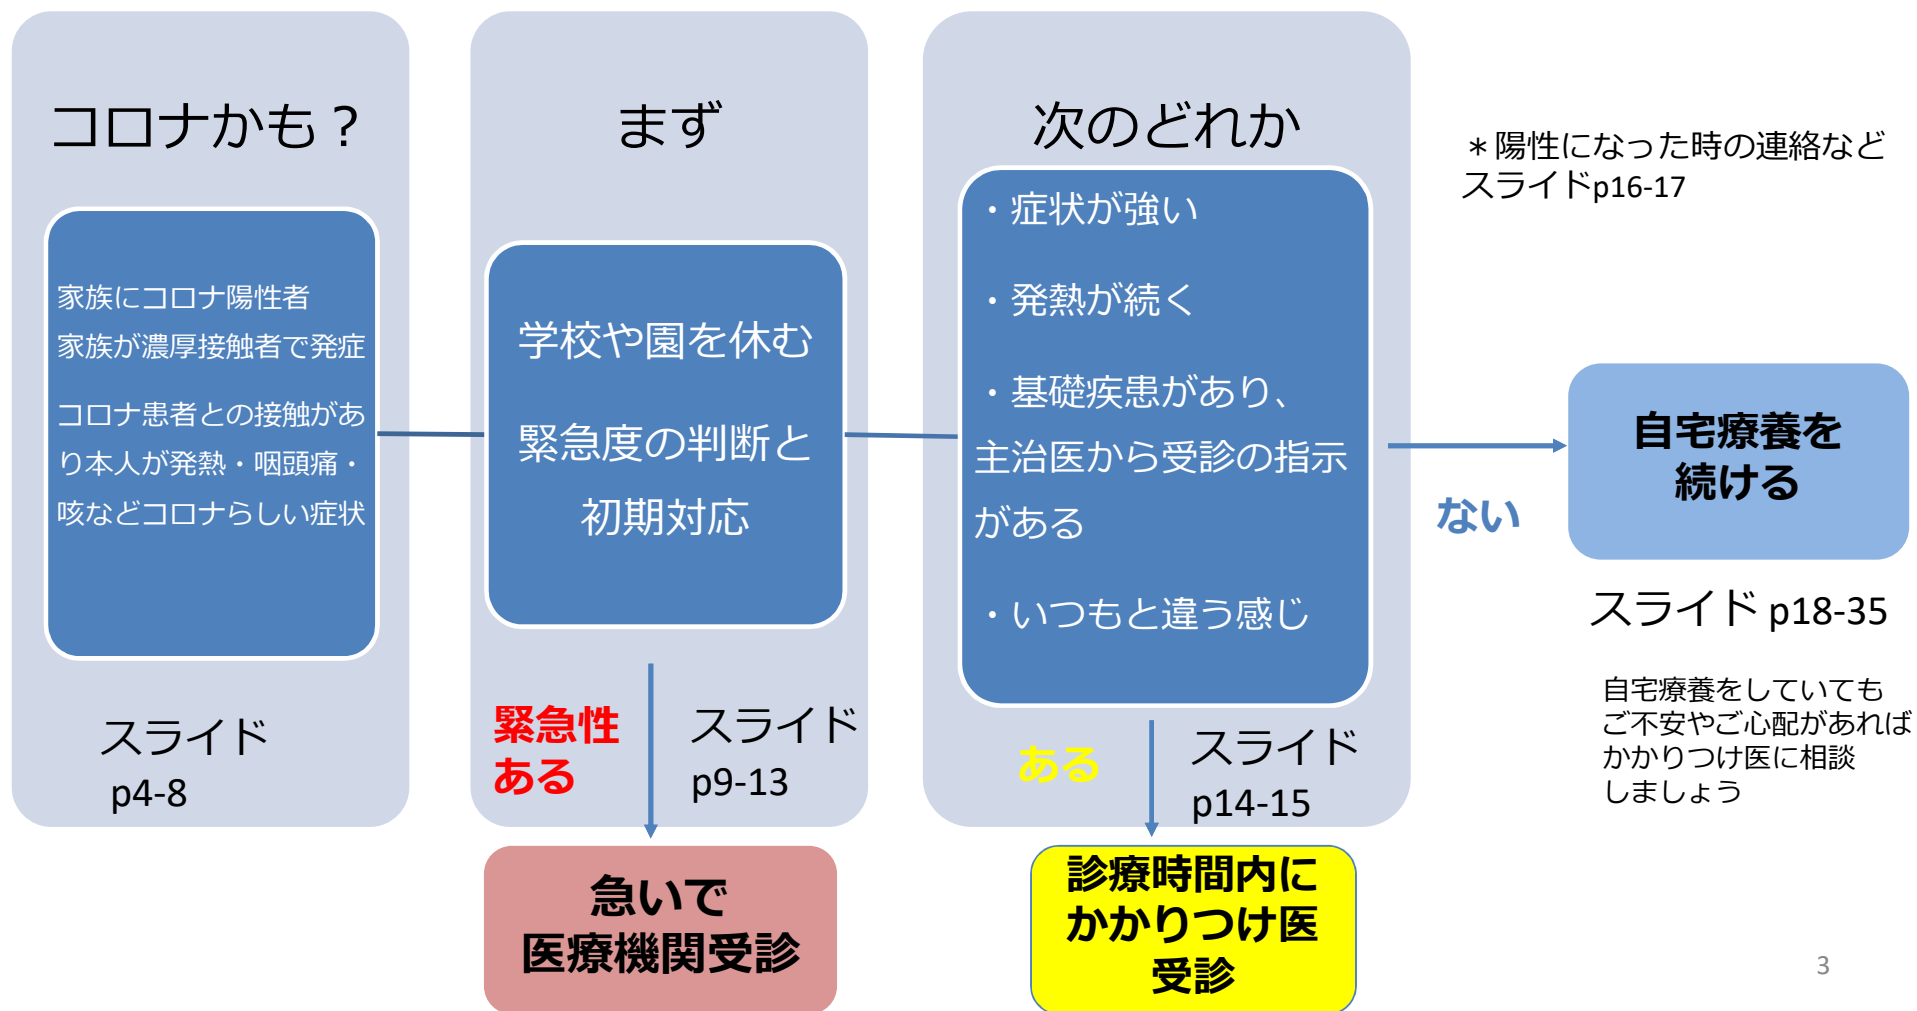 コロナかも？
家族にコロナ陽性者
家族が濃厚接触者で発症
コロナ患者との接触があ
り本人が発熱・咽頭痛・
咳などコロナらしい症状
スライド
p4-8
まず
学校や園を休む
緊急度の判断と
初期対応
緊急性
ある
スライド
p9-13
急いで
医療機関受診
次のどれか
・症状が強い
・発熱が続く
・基礎疾患があり、
主治医から受診の指示
がある
・いつもと違う感じ
ある
スライド
p14-15
診療時間内に
かかりつけ医
受診
＊陽性になった時の連絡など
スライドp16-17
ない
自宅療養を
続ける
スライド p18-35
自宅療養をしていても
ご不安やご心配があれば
かかりつけ医に相談
しましょう
3